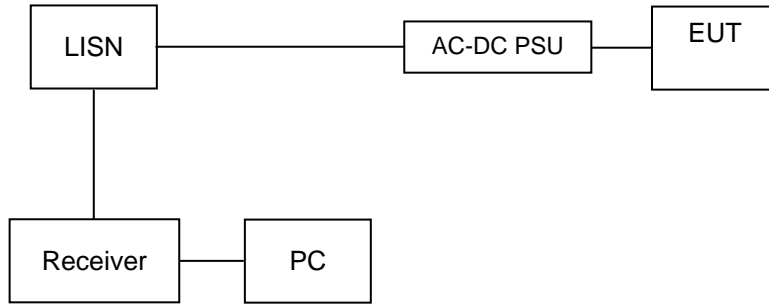 LISN
AC-DC PSU
EUT
Receiver
PC